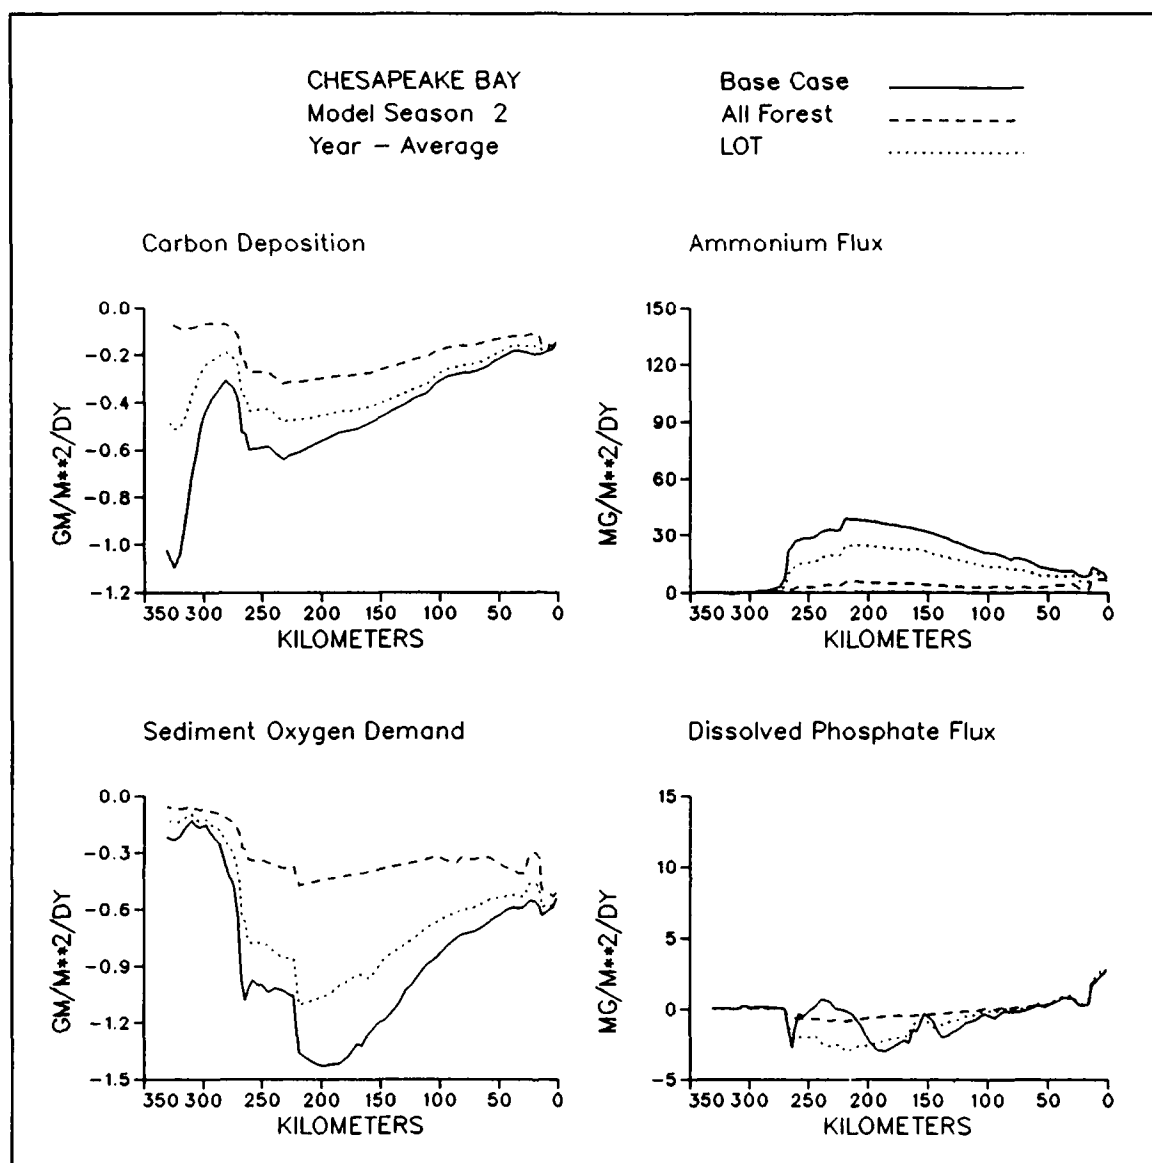 CHESAPEAKE BAY
Model Season 2
Year - Average
Base Case
All Forest
LOT
Carbon Deposition
GM/M**2/DY
0.0
-0.2
-0.4
-0.6
-0.8
-1.0
-1.2
350 300 250 200 150 100 50 0
KILOMETERS
Ammonium Flux
MG/M**2/DY
150
120
90
60
30
0
350 300 250 200 150 100 50 0
KILOMETERS
Sediment Oxygen Demand
GM/M**2/DY
0.0
-0.3
-0.6
-0.9
-1.2
-1.5
350 300 250 200 150 100 50 0
KILOMETERS
Dissolved Phosphate Flux
MG/M**2/DY
15
10
5
0
-5
350 300 250 200 150 100 50 0
KILOMETERS